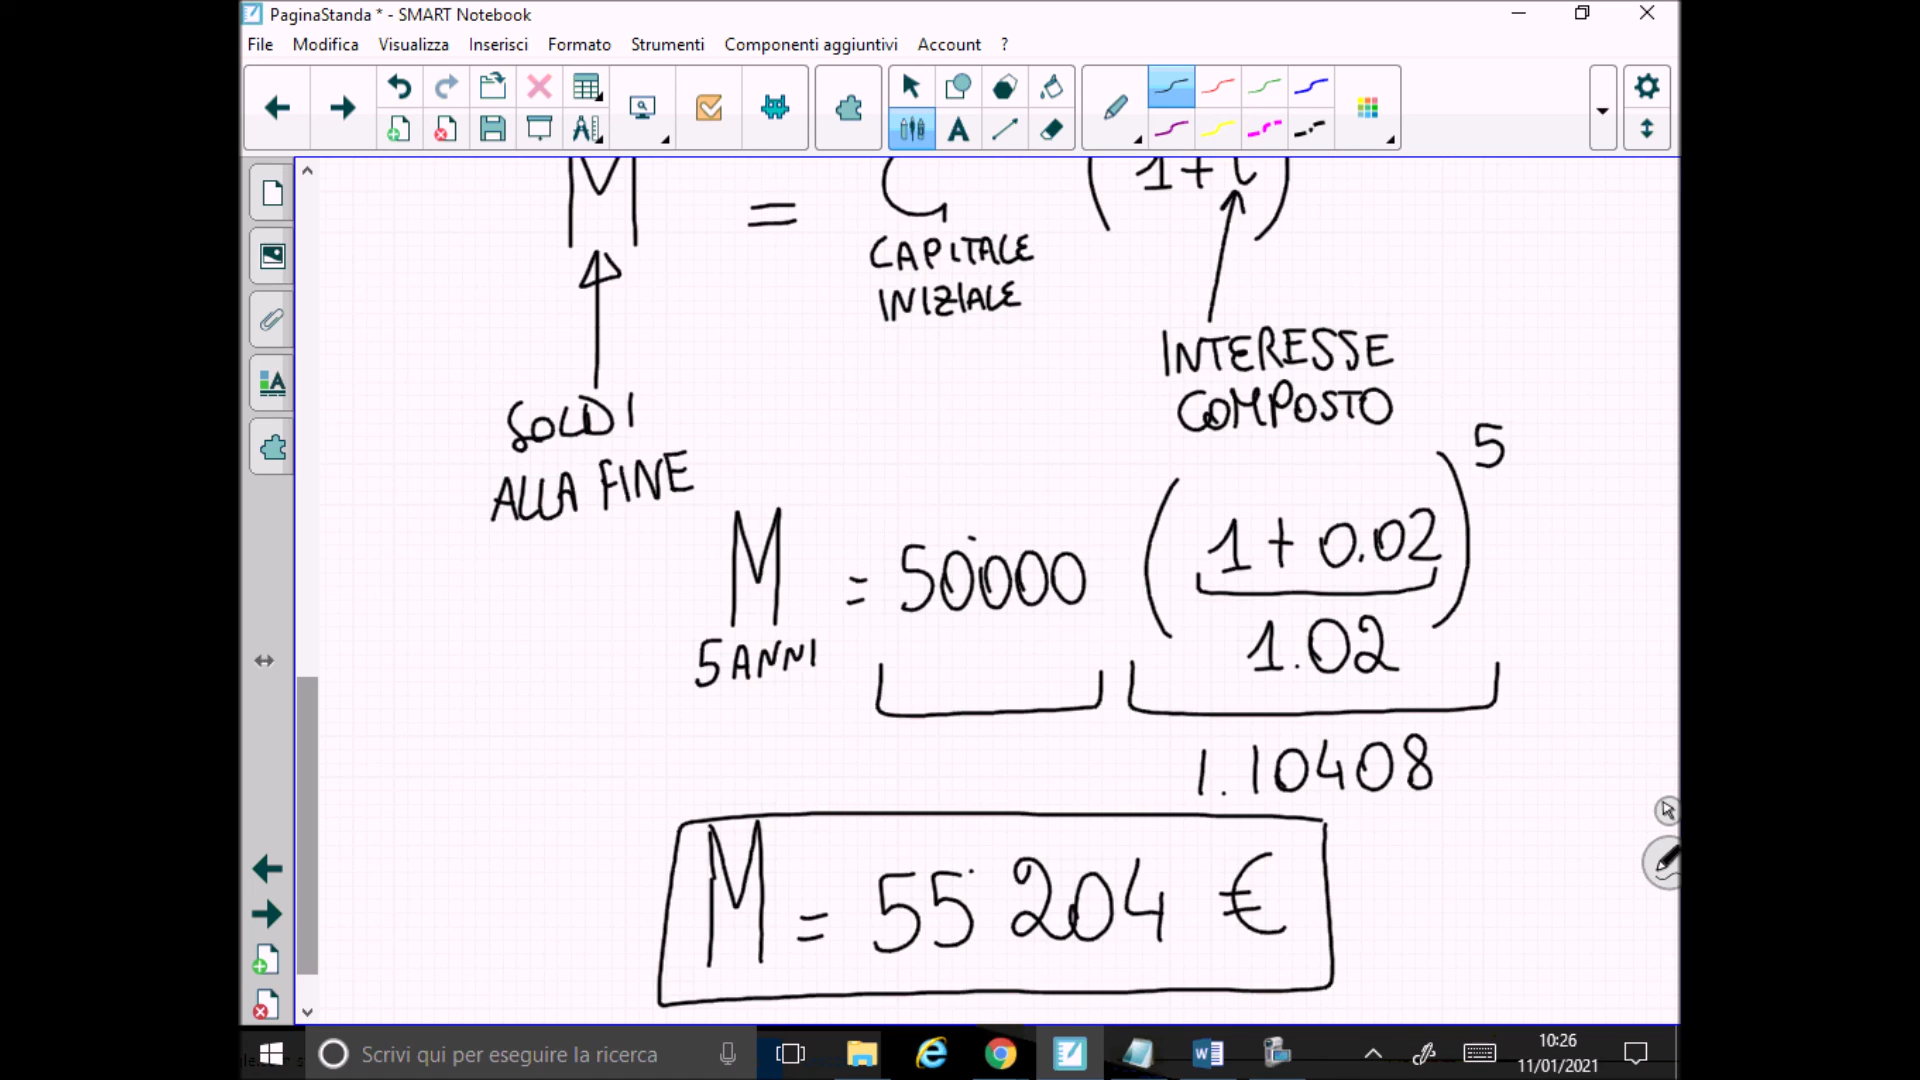 PaginaStanda * - SMART Notebook
File Modifica Visualizza Inserisci Formato Strumenti Componenti aggiuntivi Account ?
M = C (1+i)
CAPITALE
INIZIALE
INTERESSE
COMPOSTO
SOLDI
ALLA FINE
M = 50000 (1+0.02)^5
5 ANNI
1.02
1.10408
M = 55 204 €
Scrivi qui per eseguire la ricerca
10:26
11/01/2021